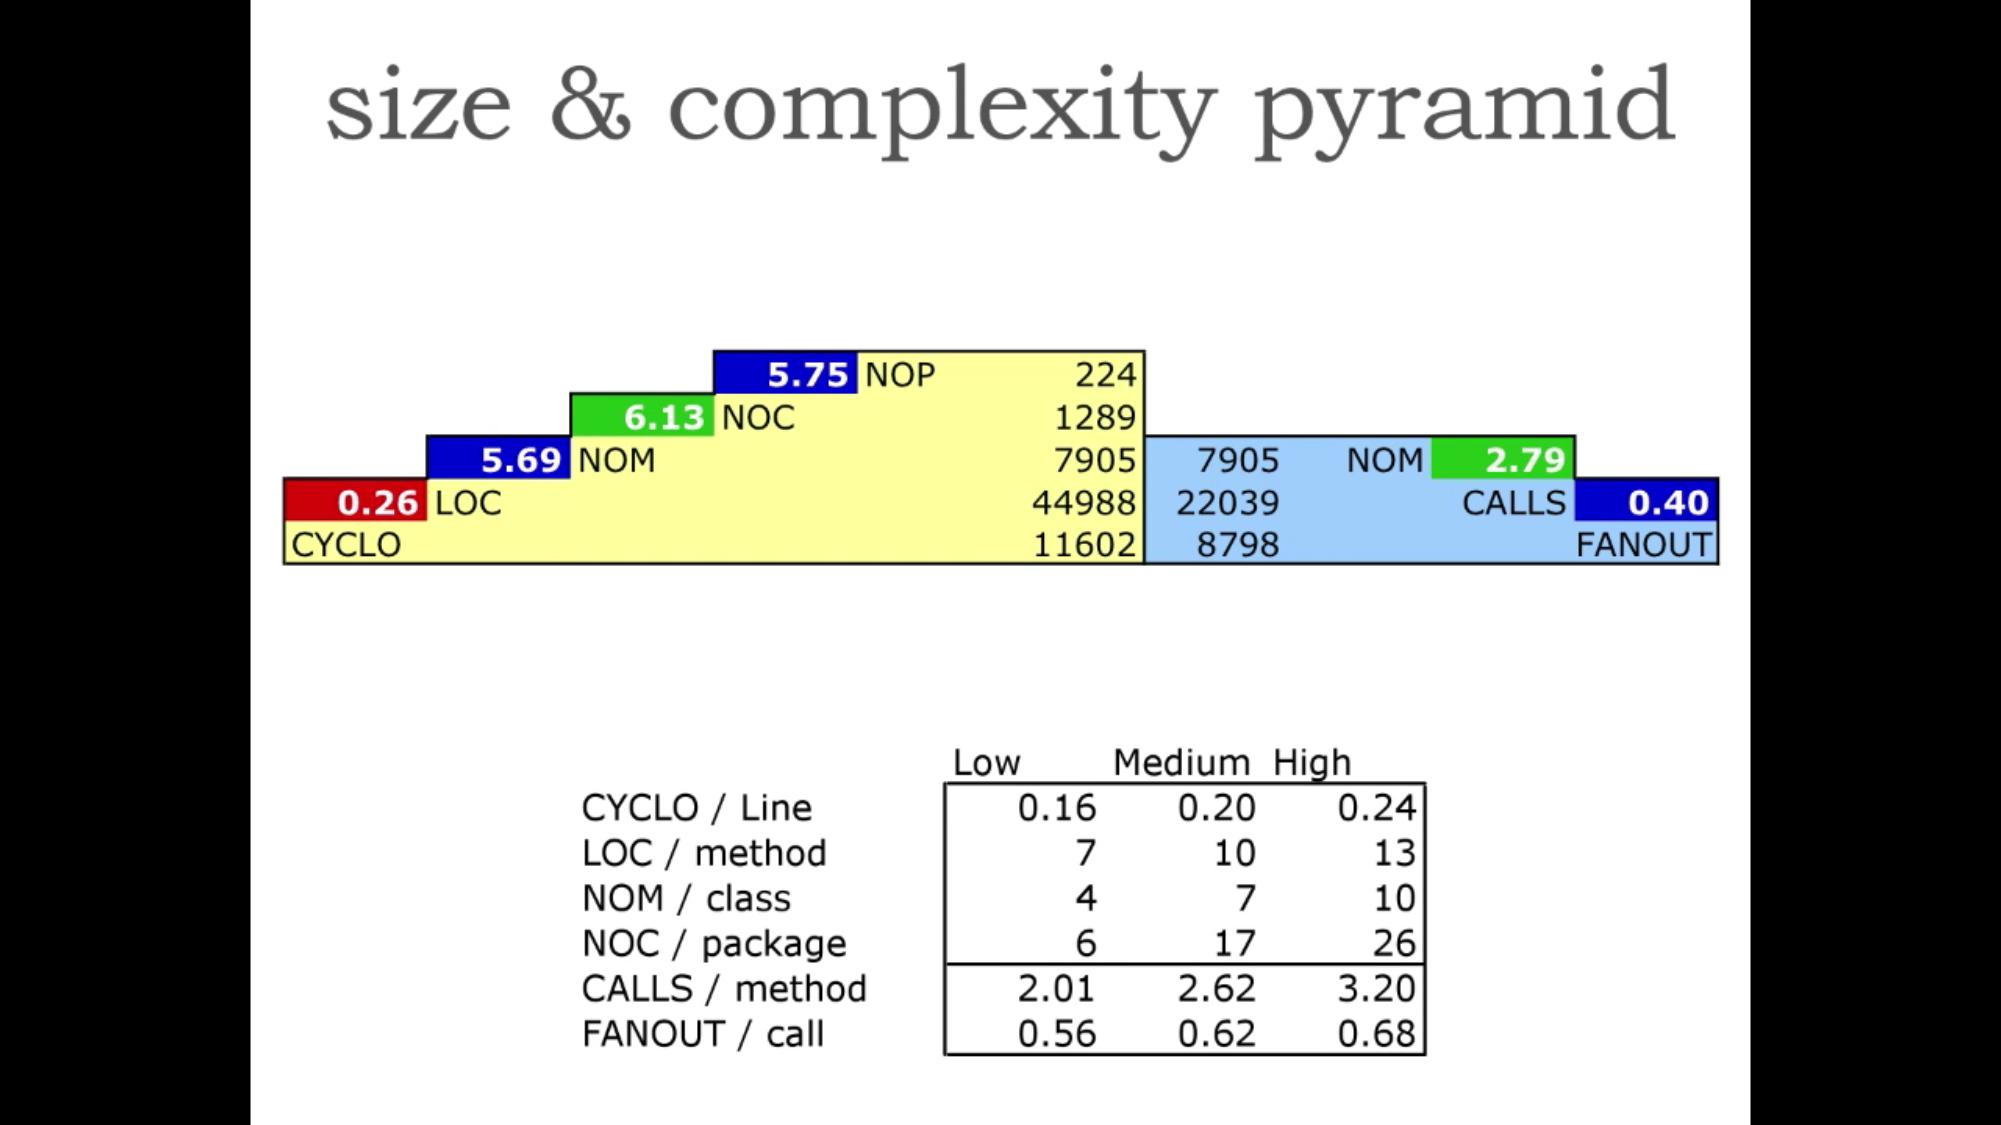 size & complexity pyramid
5.75 NOP 224
6.13 NOC 1289
5.69 NOM 7905 7905 NOM 2.79
0.26 LOC 44988 22039 CALLS 0.40
CYCLO 11602 8798 FANOUT
Low Medium High
CYCLO / Line 0.16 0.20 0.24
LOC / method 7 10 13
NOM / class 4 7 10
NOC / package 6 17 26
CALLS / method 2.01 2.62 3.20
FANOUT / call 0.56 0.62 0.68